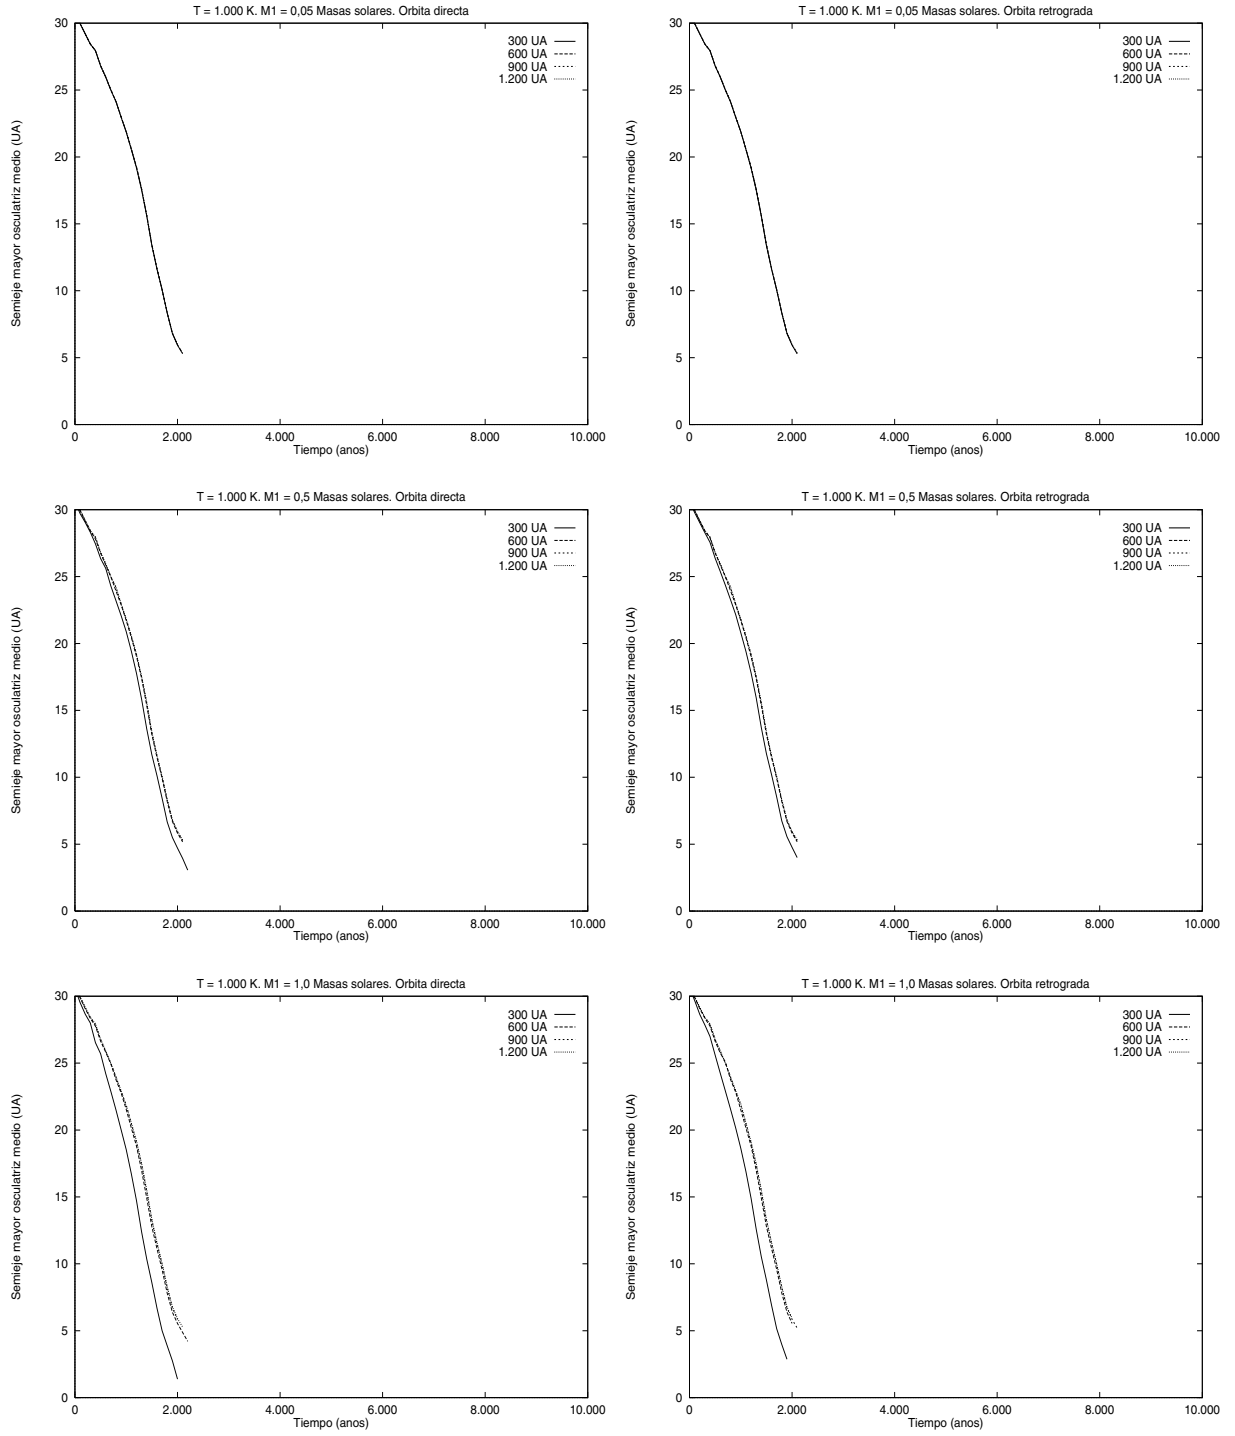 T = 1.000 K. M1 = 0,05 Masas solares. Orbita directa
30
25
20
15
10
5
0
Semieje mayor osculatriz medio (UA)
300 UA
600 UA
900 UA
1.200 UA
0 2.000 4.000 6.000 8.000 10.000
Tiempo (anos)
T = 1.000 K. M1 = 0,05 Masas solares. Orbita retrograda
30
25
20
15
10
5
0
Semieje mayor osculatriz medio (UA)
300 UA
600 UA
900 UA
1.200 UA
0 2.000 4.000 6.000 8.000 10.000
Tiempo (anos)
T = 1.000 K. M1 = 0,5 Masas solares. Orbita directa
30
25
20
15
10
5
0
Semieje mayor osculatriz medio (UA)
300 UA
600 UA
900 UA
1.200 UA
0 2.000 4.000 6.000 8.000 10.000
Tiempo (anos)
T = 1.000 K. M1 = 0,5 Masas solares. Orbita retrograda
30
25
20
15
10
5
0
Semieje mayor osculatriz medio (UA)
300 UA
600 UA
900 UA
1.200 UA
0 2.000 4.000 6.000 8.000 10.000
Tiempo (anos)
T = 1.000 K. M1 = 1,0 Masas solares. Orbita directa
30
25
20
15
10
5
0
Semieje mayor osculatriz medio (UA)
300 UA
600 UA
900 UA
1.200 UA
0 2.000 4.000 6.000 8.000 10.000
Tiempo (anos)
T = 1.000 K. M1 = 1,0 Masas solares. Orbita retrograda
30
25
20
15
10
5
0
Semieje mayor osculatriz medio (UA)
300 UA
600 UA
900 UA
1.200 UA
0 2.000 4.000 6.000 8.000 10.000
Tiempo (anos)